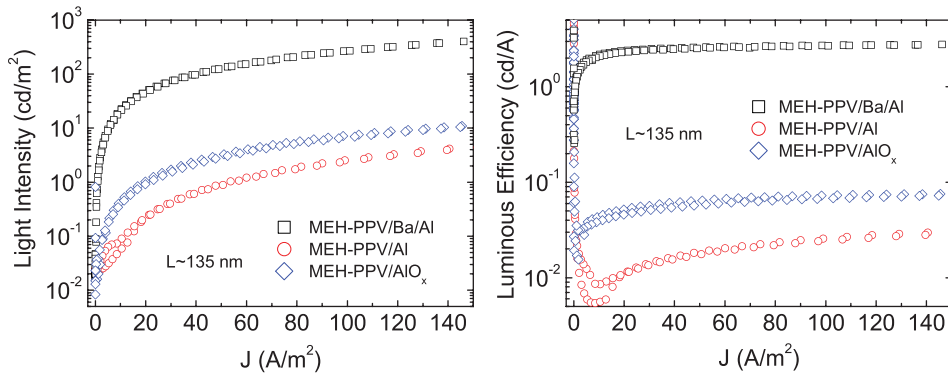 Light Intensity (cd/m²)
10³
10²
10¹
10⁰
10⁻¹
10⁻²
0 20 40 60 80 100 120 140
J (A/m²)
L~135 nm
MEH-PPV/Ba/Al
MEH-PPV/Al
MEH-PPV/AlOₓ
Luminous Efficiency (cd/A)
10⁰
10⁻¹
10⁻²
0 20 40 60 80 100 120 140
J (A/m²)
L~135 nm
MEH-PPV/Ba/Al
MEH-PPV/Al
MEH-PPV/AlOₓ